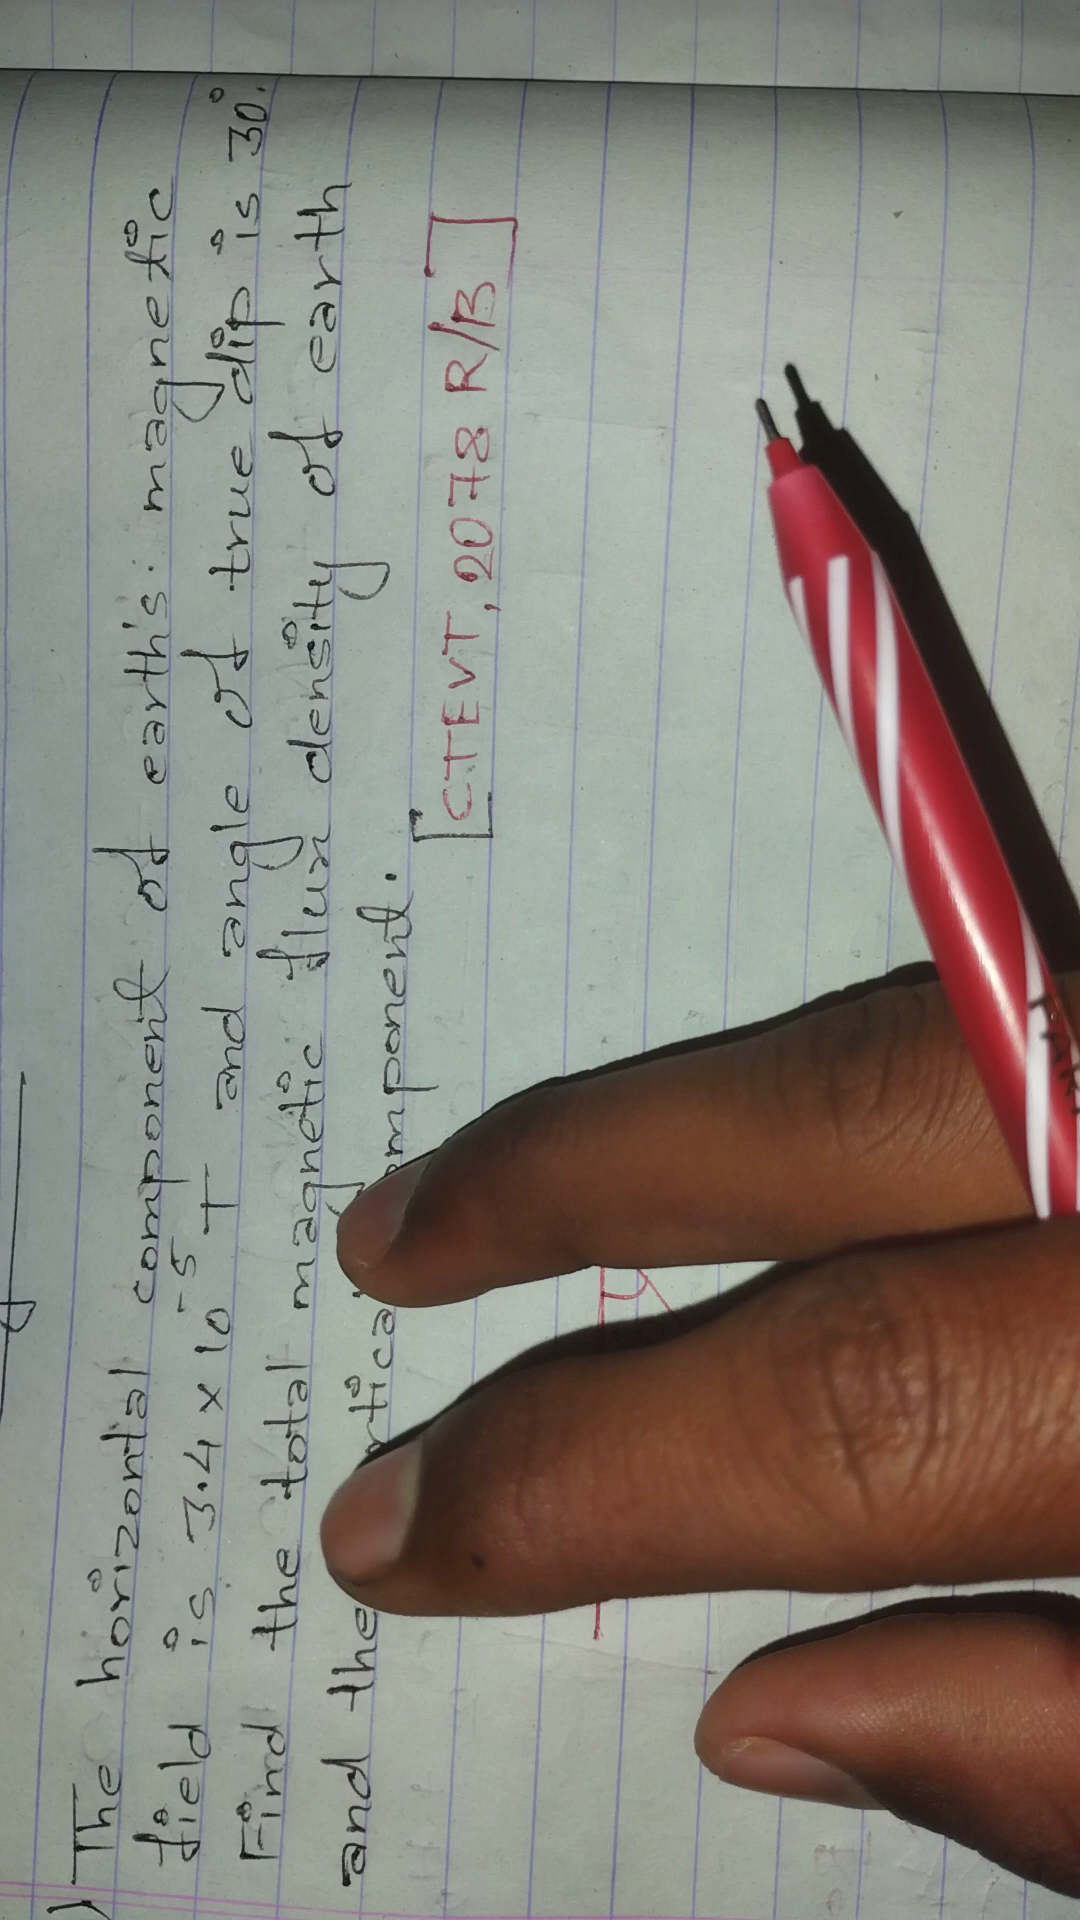 ) The horizontal component of earth's magnetic
field is 3.4 x 10⁻⁵ T and angle of true dip is 30°.
Find the total magnetic flux density of earth
and the component.
[CTEVT, 2078 R/B]